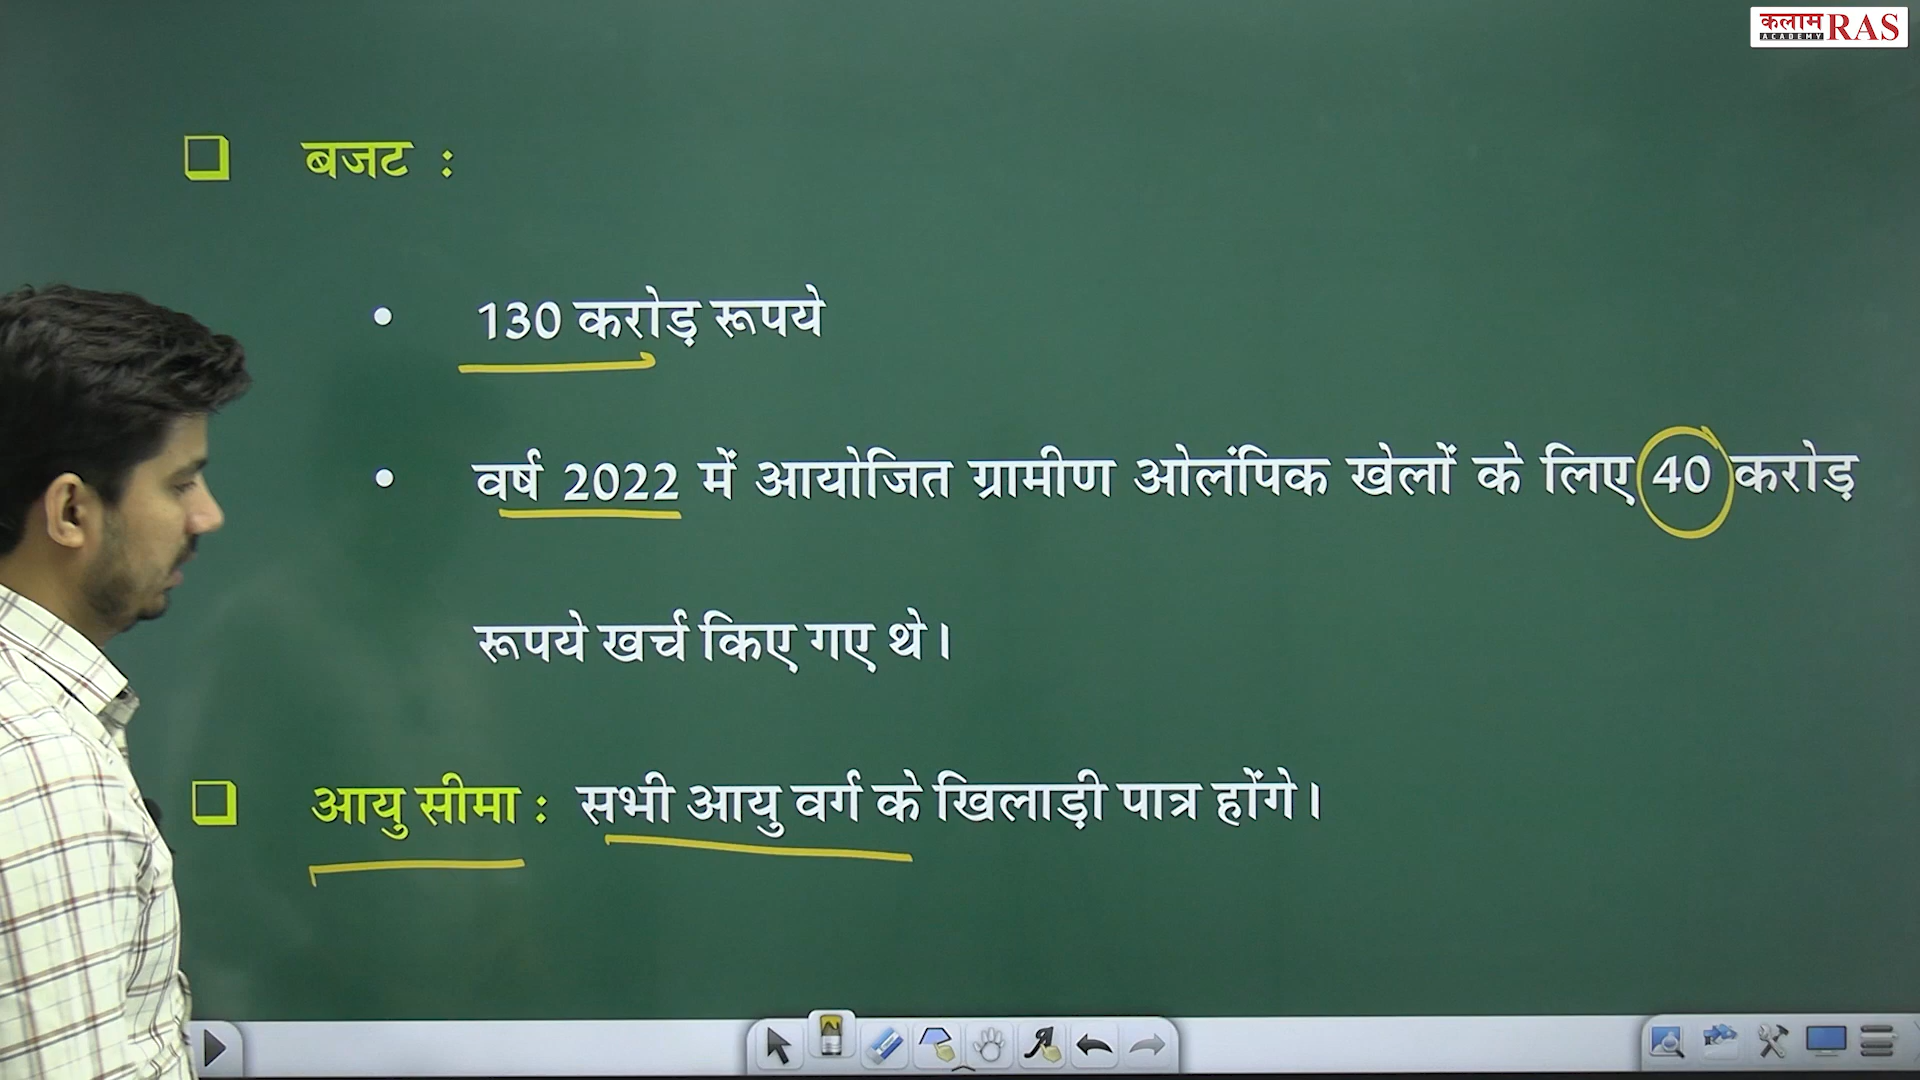 कलाम RAS
ACADEMY
❑ बजट :
• 130 करोड़ रूपये
• वर्ष 2022 में आयोजित ग्रामीण ओलंपिक खेलों के लिए 40 करोड़
रूपये खर्च किए गए थे।
❑ आयु सीमा : सभी आयु वर्ग के खिलाड़ी पात्र होंगे।